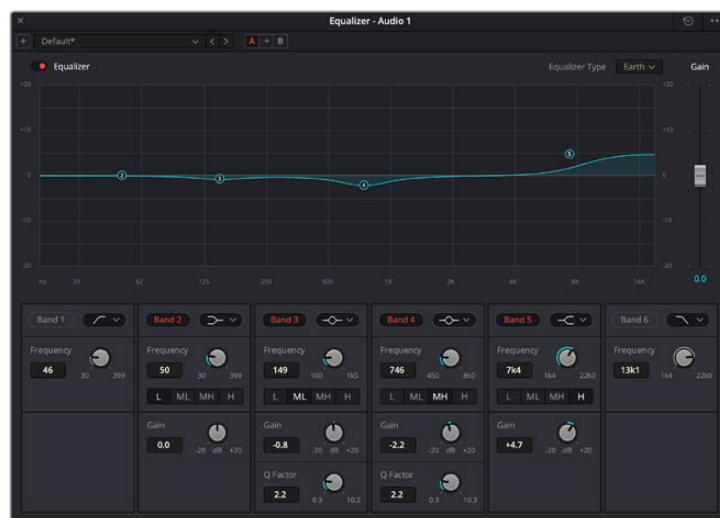 Equalizer - Audio 1
Default*
A B
Equalizer
Equalizer Type Earth Gain
+20 +20
+10 +10
0 0
-10 -10
-20 -20
Hz 31 62 125 250 500 1K 2K 4K 8K 16K
2 3 4 5
0.0
Band 1 Band 2 Band 3 Band 4 Band 5 Band 6
Frequency Frequency Frequency Frequency Frequency Frequency
46 30 399 50 30 399 149 100 1k5 746 450 8k0 7k4 1k4 22k0 13k1 1k4 22k0
L ML MH H L ML MH H L ML MH H L ML MH H
Gain Gain Gain Gain
0.0 -20 dB +20 -0.8 -20 dB +20 -2.2 -20 dB +20 +4.7 -20 dB +20
Q Factor Q Factor
2.2 0.3 10.3 2.2 0.3 10.3